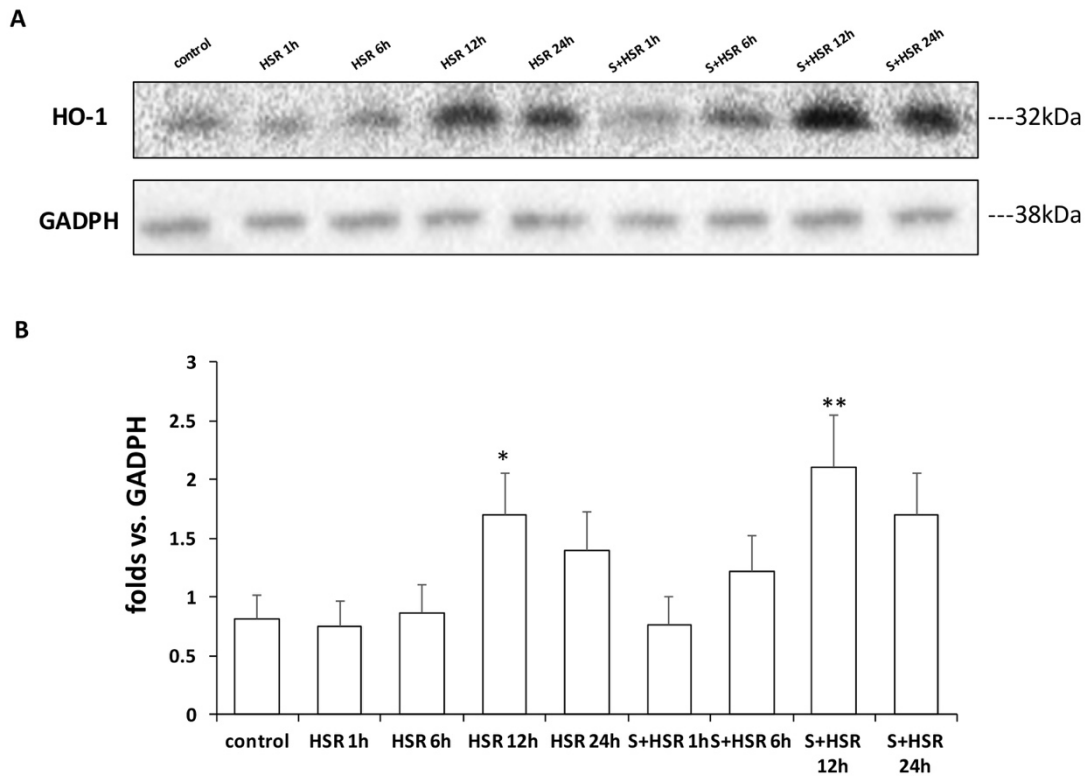 A
control HSR 1h HSR 6h HSR 12h HSR 24h S+HSR 1h S+HSR 6h S+HSR 12h S+HSR 24h
HO-1 ---32kDa
GADPH ---38kDa
B
folds vs. GADPH
3
2.5
2
1.5
1
0.5
0
* **
control HSR 1h HSR 6h HSR 12h HSR 24h S+HSR 1h S+HSR 6h S+HSR 12h S+HSR 24h